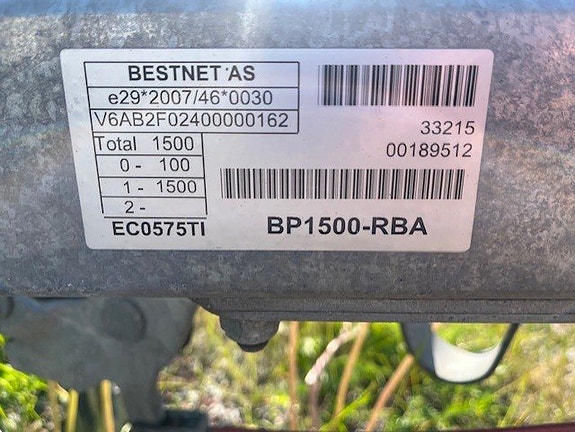 BESTNET AS
e29*2007/46*0030
V6AB2F02400000162
Total 1500
0 - 100
1 - 1500
2 -
EC0575TI
33215
00189512
BP1500-RBA